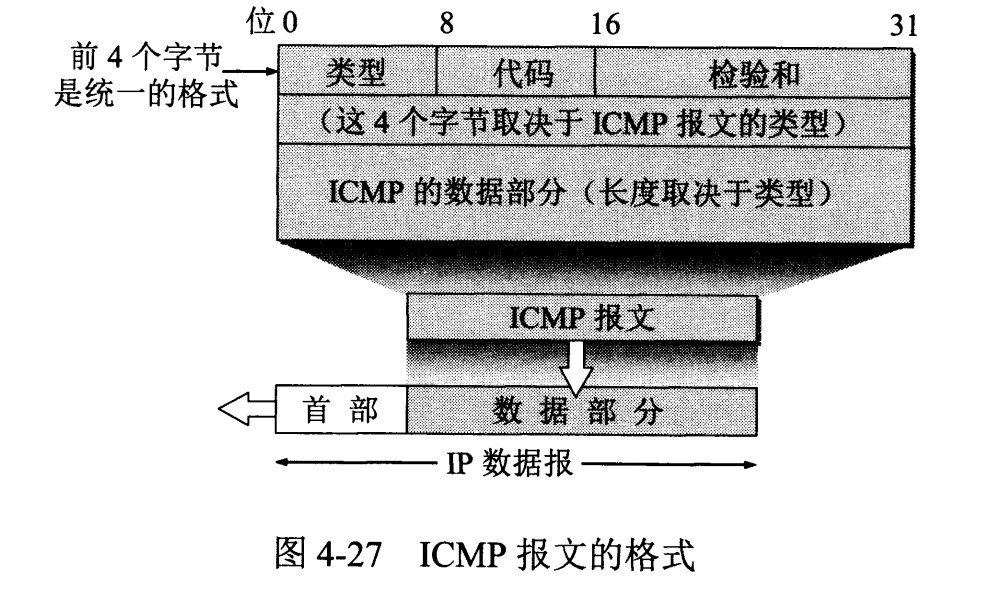 位 0 8 16 31
前 4 个字节
是统一的格式
类型 代码 检验和
（这 4 个字节取决于 ICMP 报文的类型）
ICMP 的数据部分（长度取决于类型）
ICMP 报文
首 部 数 据 部 分
IP 数据报
图 4-27 ICMP 报文的格式